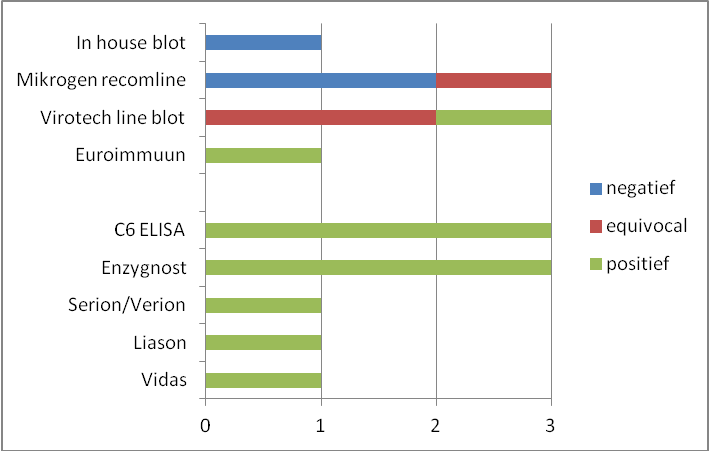 In house blot
Mikrogen recomline
Virotech line blot
Euroimmuun
C6 ELISA
Enzygnost
Serion/Verion
Liason
Vidas
0 1 2 3
negatief
equivocal
positief